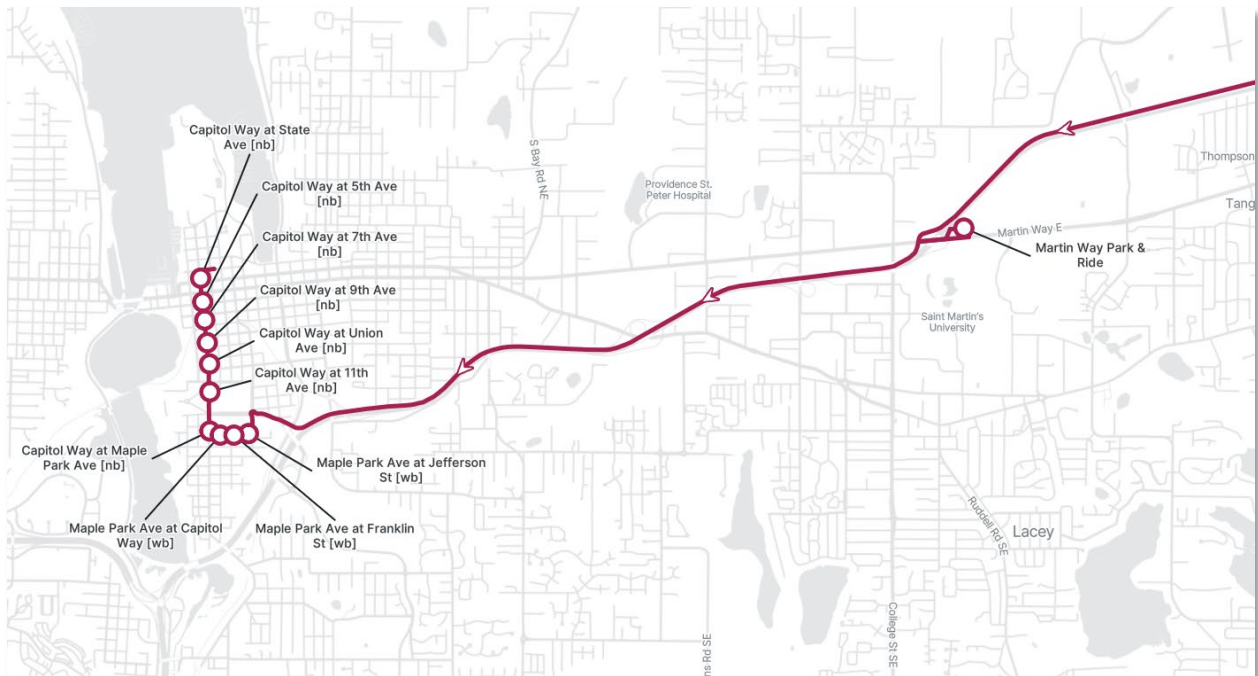 Capitol Way at State
Ave [nb]
Capitol Way at 5th Ave
[nb]
Capitol Way at 7th Ave
[nb]
Capitol Way at 9th Ave
[nb]
Capitol Way at Union
Ave [nb]
Capitol Way at 11th
Ave [nb]
Capitol Way at Maple
Park Ave [nb]
Maple Park Ave at Jefferson
St [wb]
Maple Park Ave at Capitol
Way [wb]
Maple Park Ave at Franklin
St [wb]
S Bay Rd NE
Providence St.
Peter Hospital
Thompson
Tang
Martin Way E
Martin Way Park &
Ride
Saint Martin's
University
Ruddell Rd SE
Lacey
College St SE
ns Rd SE